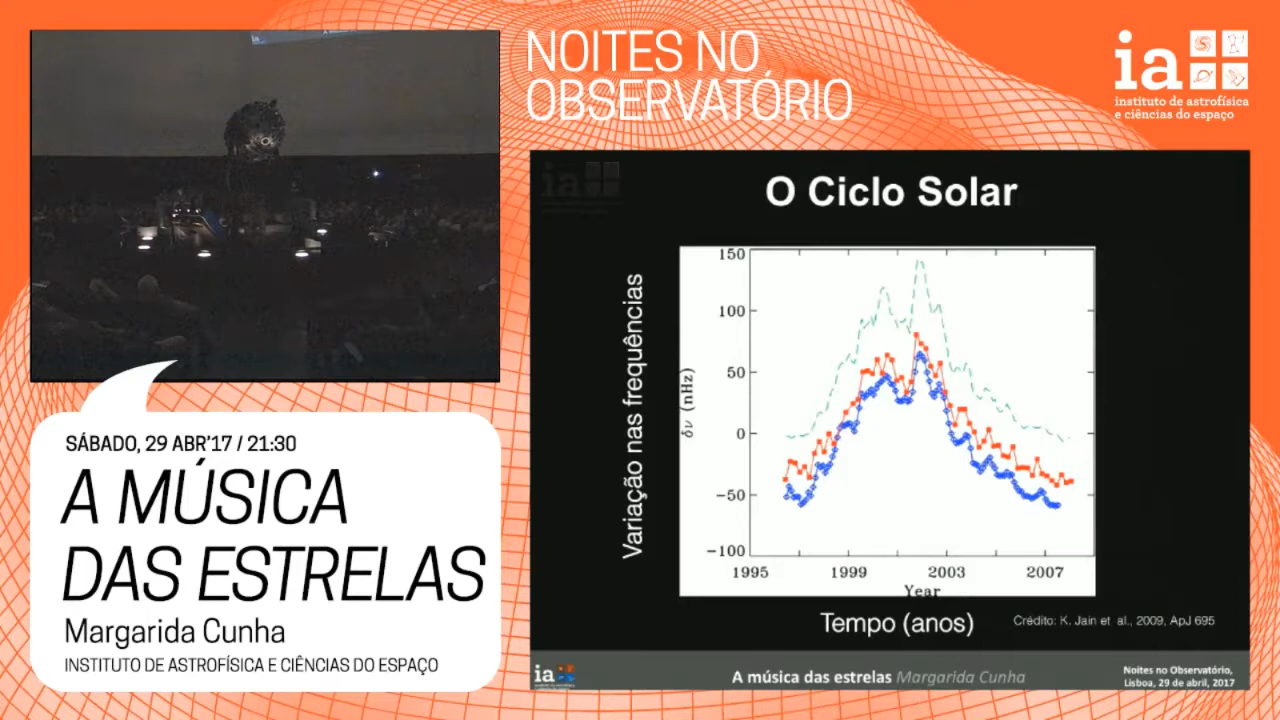 NOITES NO
OBSERVATÓRIO
ia
instituto de astrofísica
e ciências do espaço
SÁBADO, 29 ABR'17 / 21:30
A MÚSICA
DAS ESTRELAS
Margarida Cunha
INSTITUTO DE ASTROFÍSICA E CIÊNCIAS DO ESPAÇO
ia
O Ciclo Solar
Variação nas frequências
δν (nHz)
150
100
50
0
−50
−100
1995 1999 2003 2007
Year
Tempo (anos)
Crédito: K. Jain et al., 2009, ApJ 695
ia
A música das estrelas Margarida Cunha
Noites no Observatório,
Lisboa, 29 de abril, 2017